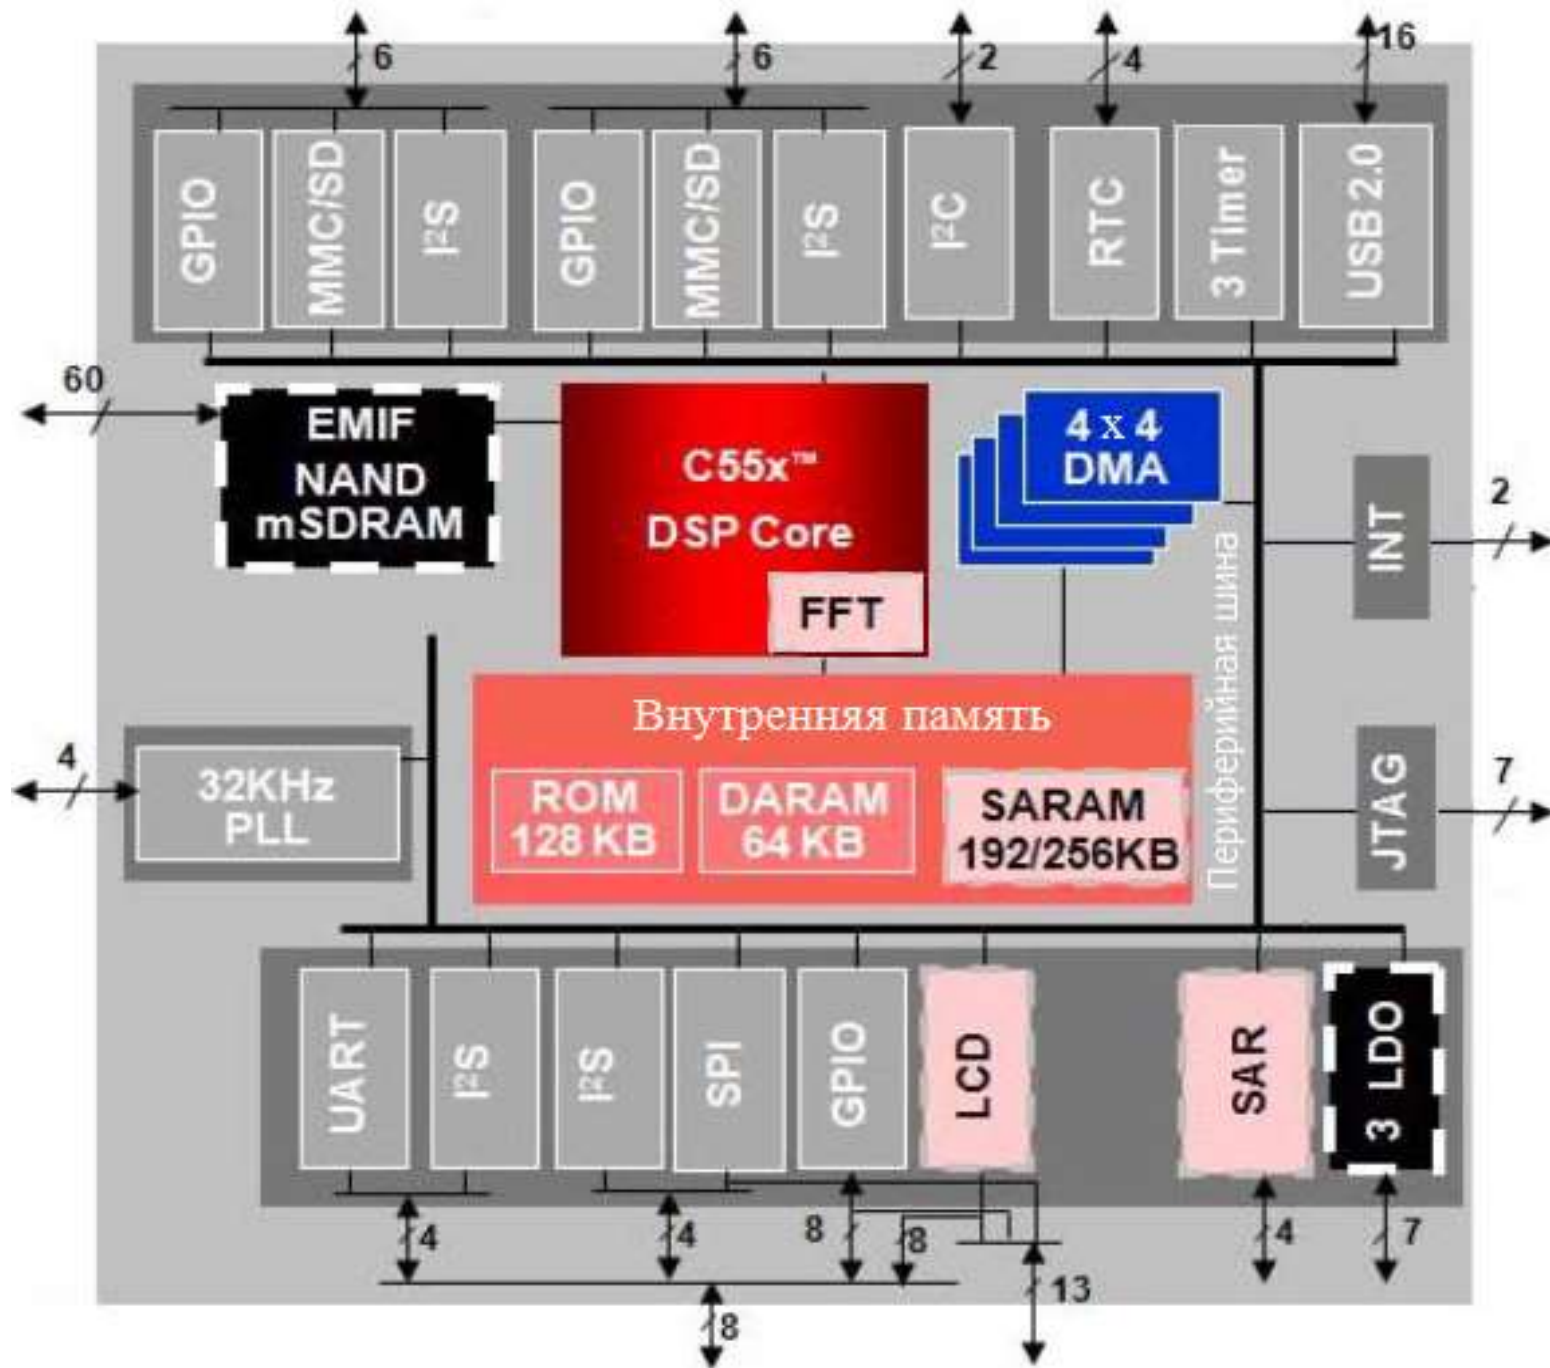 6
6
2
4
16
GPIO
MMC/SD
I²S
GPIO
MMC/SD
I²S
I²C
RTC
3 Timer
USB 2.0
60
EMIF
NAND
mSDRAM
C55x™
DSP Core
FFT
4 x 4
DMA
Периферийная шина
INT
2
4
32KHz
PLL
Внутренняя память
ROM
128 KB
DARAM
64 KB
SARAM
192/256KB
JTAG
7
UART
I²S
I²S
SPI
GPIO
LCD
SAR
3 LDO
4
4
8
8
4
7
13
8